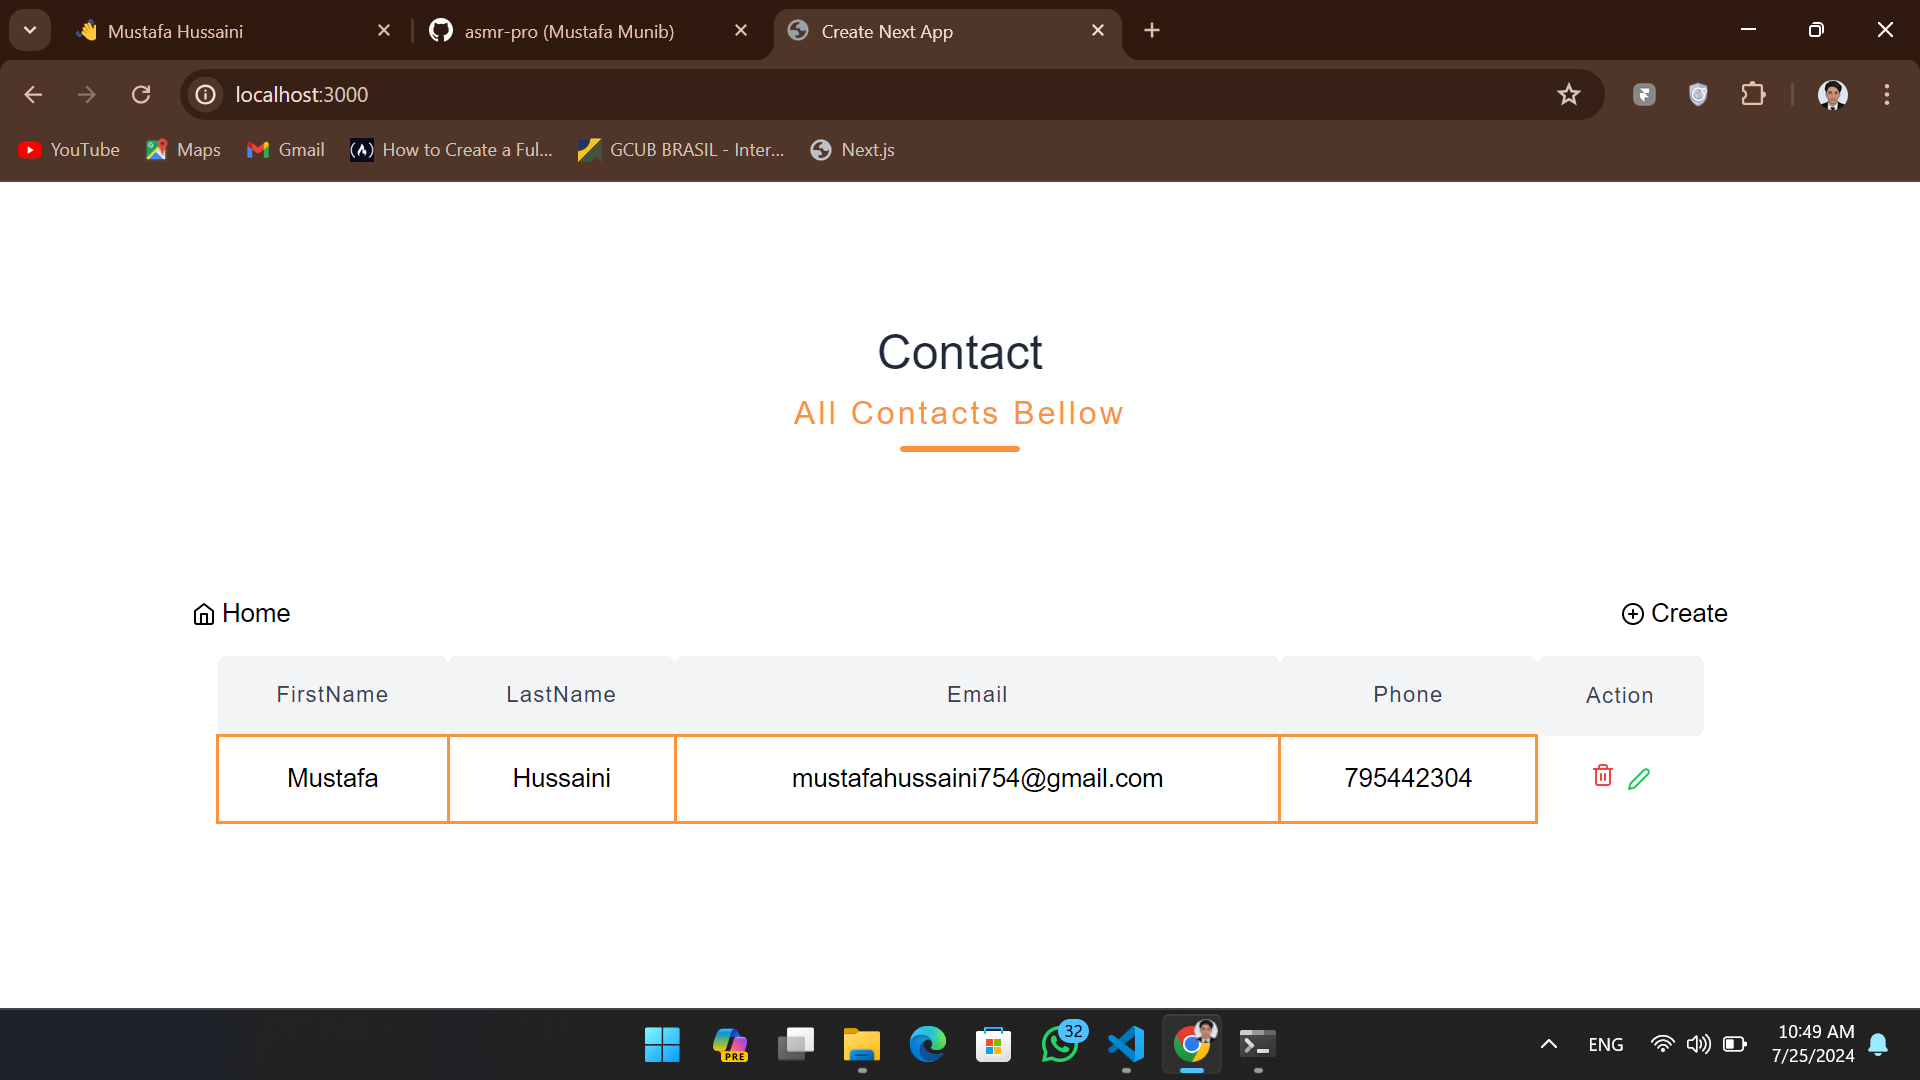 Mustafa Hussaini
asmr-pro (Mustafa Munib)
Create Next App
localhost:3000
YouTube
Maps
Gmail
How to Create a Ful...
GCUB BRASIL - Inter...
Next.js
Contact
All Contacts Bellow
Home
Create
FirstName LastName Email Phone Action
Mustafa Hussaini mustafahussaini754@gmail.com 795442304
PRE
32
ENG
10:49 AM
7/25/2024